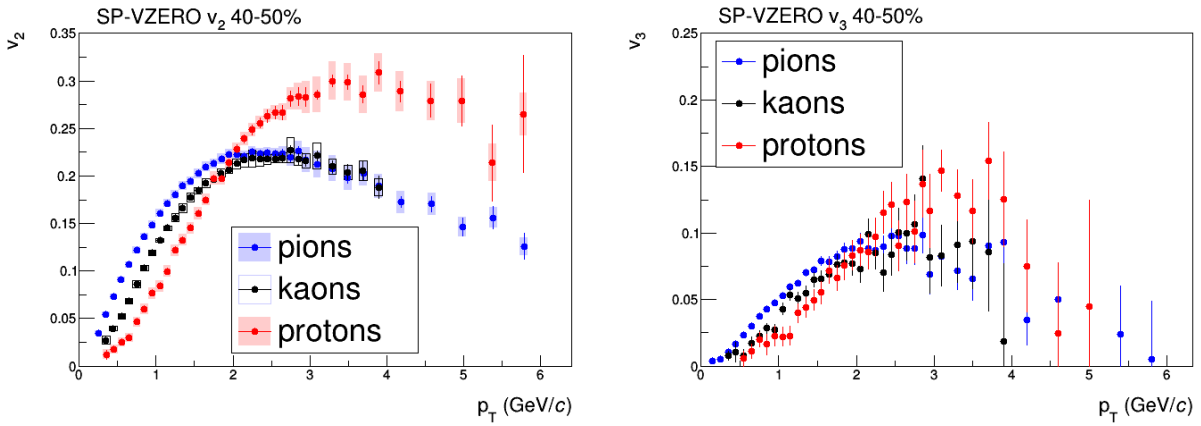 SP-VZERO v2 40-50%
v2
0.35
0.3
0.25
0.2
0.15
0.1
0.05
0
pions
kaons
protons
0 1 2 3 4 5 6
pT (GeV/c)
SP-VZERO v3 40-50%
v3
0.25
0.2
0.15
0.1
0.05
0
pions
kaons
protons
0 1 2 3 4 5 6
pT (GeV/c)